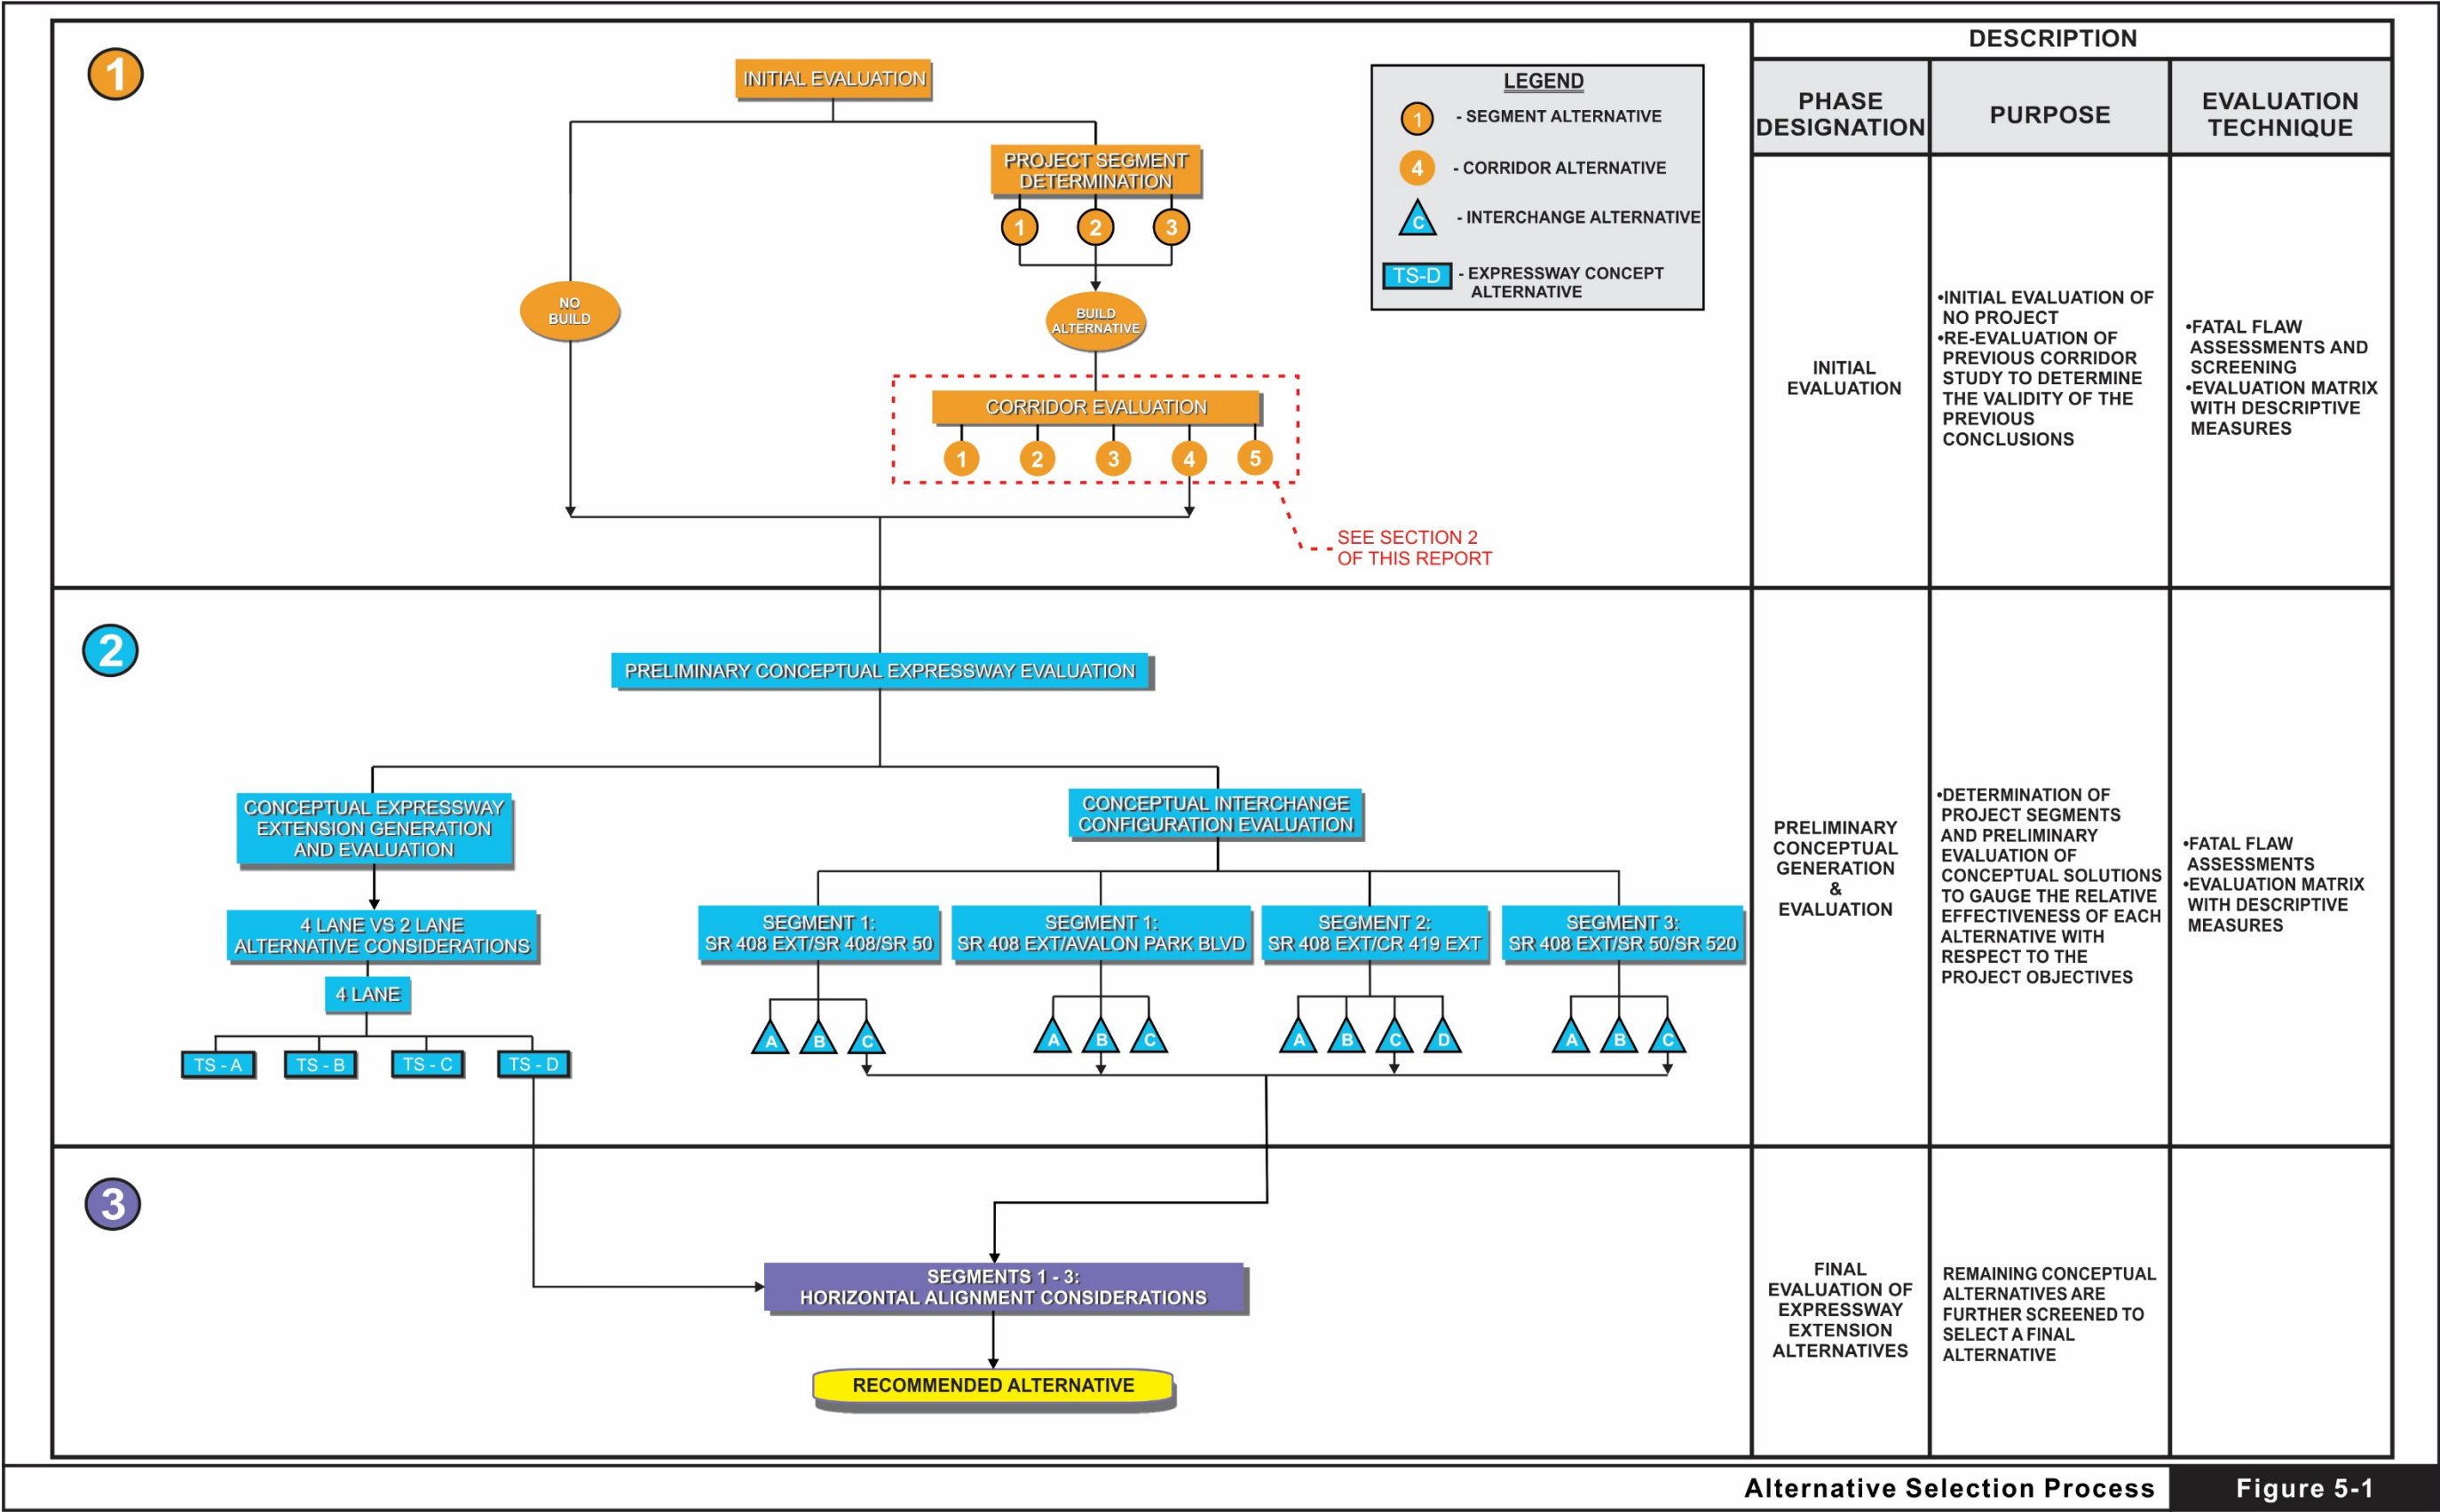 1
INITIAL EVALUATION
PROJECT SEGMENT
DETERMINATION
1 2 3
NO
BUILD
BUILD
ALTERNATIVE
CORRIDOR EVALUATION
1 2 3 4 5
SEE SECTION 2
OF THIS REPORT
LEGEND
1 - SEGMENT ALTERNATIVE
4 - CORRIDOR ALTERNATIVE
C - INTERCHANGE ALTERNATIVE
TS-D - EXPRESSWAY CONCEPT
ALTERNATIVE
DESCRIPTION
PHASE
DESIGNATION
PURPOSE
EVALUATION
TECHNIQUE
INITIAL
EVALUATION
•INITIAL EVALUATION OF
NO PROJECT
•RE-EVALUATION OF
PREVIOUS CORRIDOR
STUDY TO DETERMINE
THE VALIDITY OF THE
PREVIOUS
CONCLUSIONS
•FATAL FLAW
ASSESSMENTS AND
SCREENING
•EVALUATION MATRIX
WITH DESCRIPTIVE
MEASURES
2
PRELIMINARY CONCEPTUAL EXPRESSWAY EVALUATION
CONCEPTUAL EXPRESSWAY
EXTENSION GENERATION
AND EVALUATION
4 LANE VS 2 LANE
ALTERNATIVE CONSIDERATIONS
4 LANE
TS - A TS - B TS - C TS - D
CONCEPTUAL INTERCHANGE
CONFIGURATION EVALUATION
SEGMENT 1:
SR 408 EXT/SR 408/SR 50
A B C
SEGMENT 1:
SR 408 EXT/AVALON PARK BLVD
A B C
SEGMENT 2:
SR 408 EXT/CR 419 EXT
A B C D
SEGMENT 3:
SR 408 EXT/SR 50/SR 520
A B C
PRELIMINARY
CONCEPTUAL
GENERATION
&
EVALUATION
•DETERMINATION OF
PROJECT SEGMENTS
AND PRELIMINARY
EVALUATION OF
CONCEPTUAL SOLUTIONS
TO GAUGE THE RELATIVE
EFFECTIVENESS OF EACH
ALTERNATIVE WITH
RESPECT TO THE
PROJECT OBJECTIVES
•FATAL FLAW
ASSESSMENTS
•EVALUATION MATRIX
WITH DESCRIPTIVE
MEASURES
3
SEGMENTS 1 - 3:
HORIZONTAL ALIGNMENT CONSIDERATIONS
RECOMMENDED ALTERNATIVE
FINAL
EVALUATION OF
EXPRESSWAY
EXTENSION
ALTERNATIVES
REMAINING CONCEPTUAL
ALTERNATIVES ARE
FURTHER SCREENED TO
SELECT A FINAL
ALTERNATIVE
Alternative Selection Process
Figure 5-1